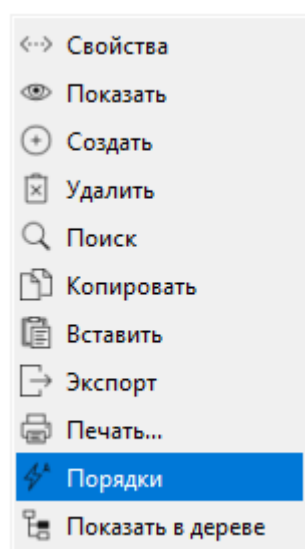 Свойства
Показать
Создать
Удалить
Поиск
Копировать
Вставить
Экспорт
Печать...
Порядки
Показать в дереве